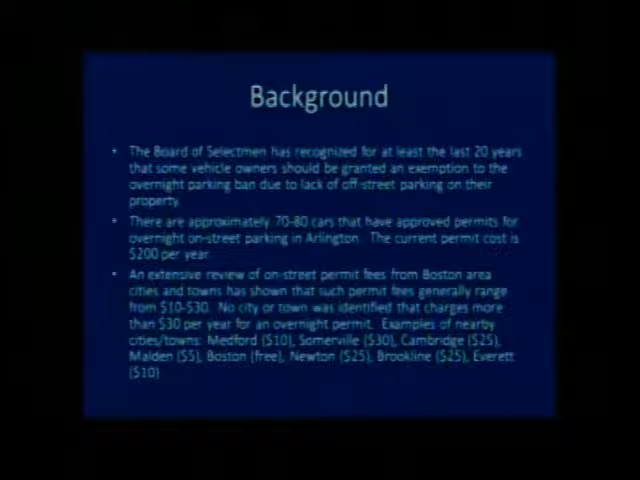 Background
• The Board of Selectmen has recognized for at least the last 20 years
that some vehicle owners should be granted an exemption to the
overnight parking ban due to lack of off-street parking on their
property.
• There are approximately 70-80 cars that have approved permits for
overnight on-street parking in Arlington. The current permit cost is
$200 per year.
• An extensive review of on-street permit fees from Boston area
cities and towns has shown that such permit fees generally range
from $10-$30. No city or town was identified that charges more
than $30 per year for an overnight permit. Examples of nearby
cities/towns: Medford ($10), Somerville ($30), Cambridge ($25),
Malden ($5), Boston (free), Newton ($25), Brookline ($25), Everett
($10)